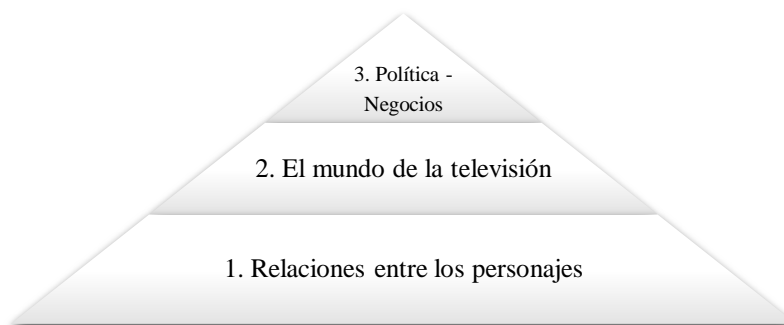 3. Política -
Negocios
2. El mundo de la televisión
1. Relaciones entre los personajes